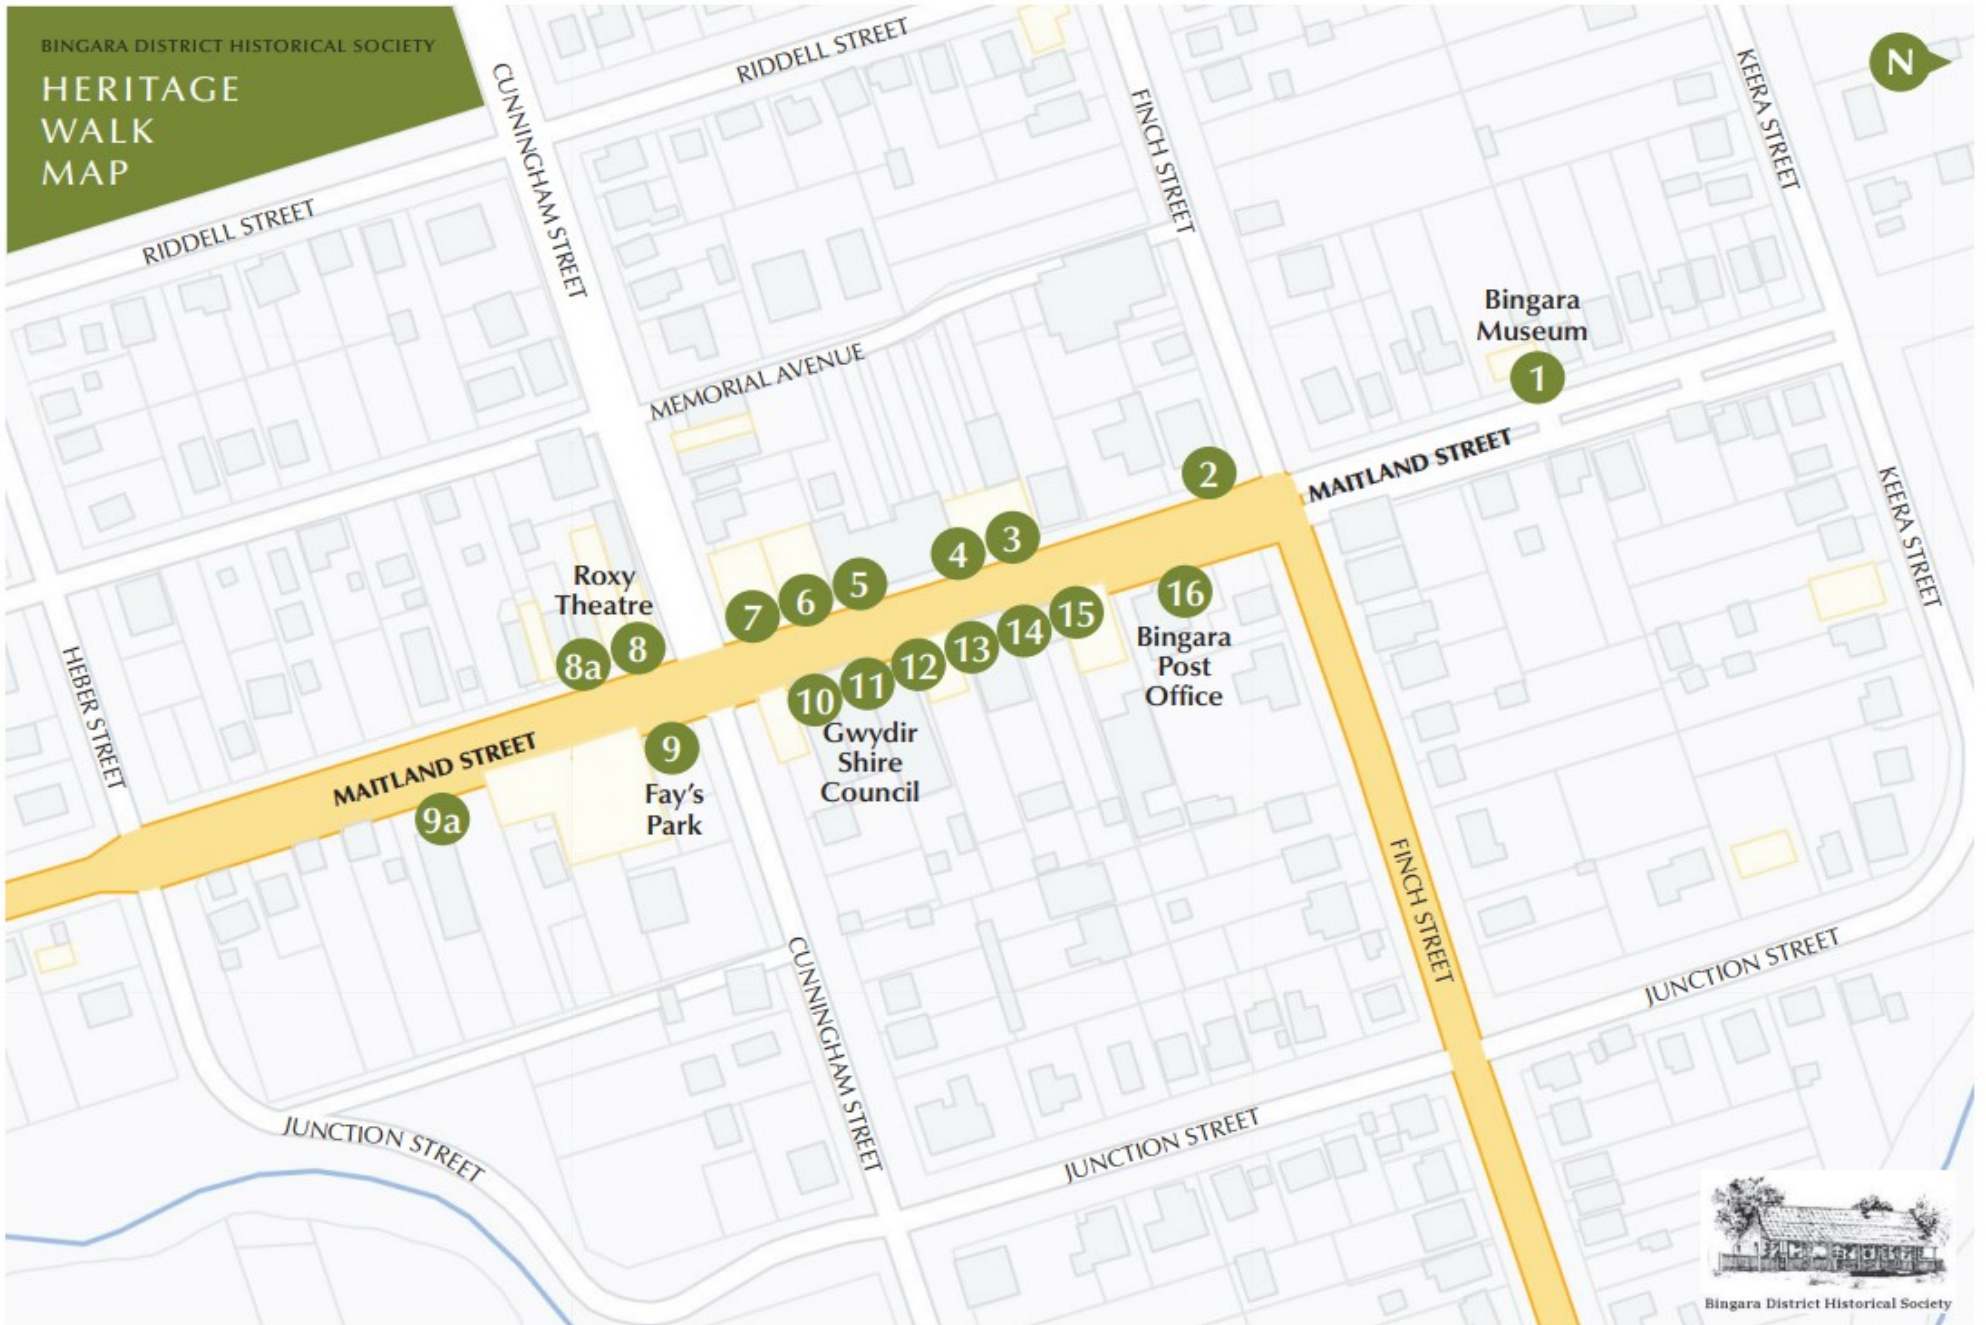 BINGARA DISTRICT HISTORICAL SOCIETY
HERITAGE
WALK
MAP
N
RIDDELL STREET
RIDDELL STREET
CUNNINGHAM STREET
FINCH STREET
KEERA STREET
MEMORIAL AVENUE
Bingara
Museum
1
MAITLAND STREET
2
3
4
5
6
7
Roxy
Theatre
8
8a
KEERA STREET
16
Bingara
Post
Office
15
14
13
12
11
10
Gwydir
Shire
Council
9
Fay's
Park
HEBER STREET
MAITLAND STREET
9a
FINCH STREET
CUNNINGHAM STREET
JUNCTION STREET
JUNCTION STREET
JUNCTION STREET
Bingara District Historical Society